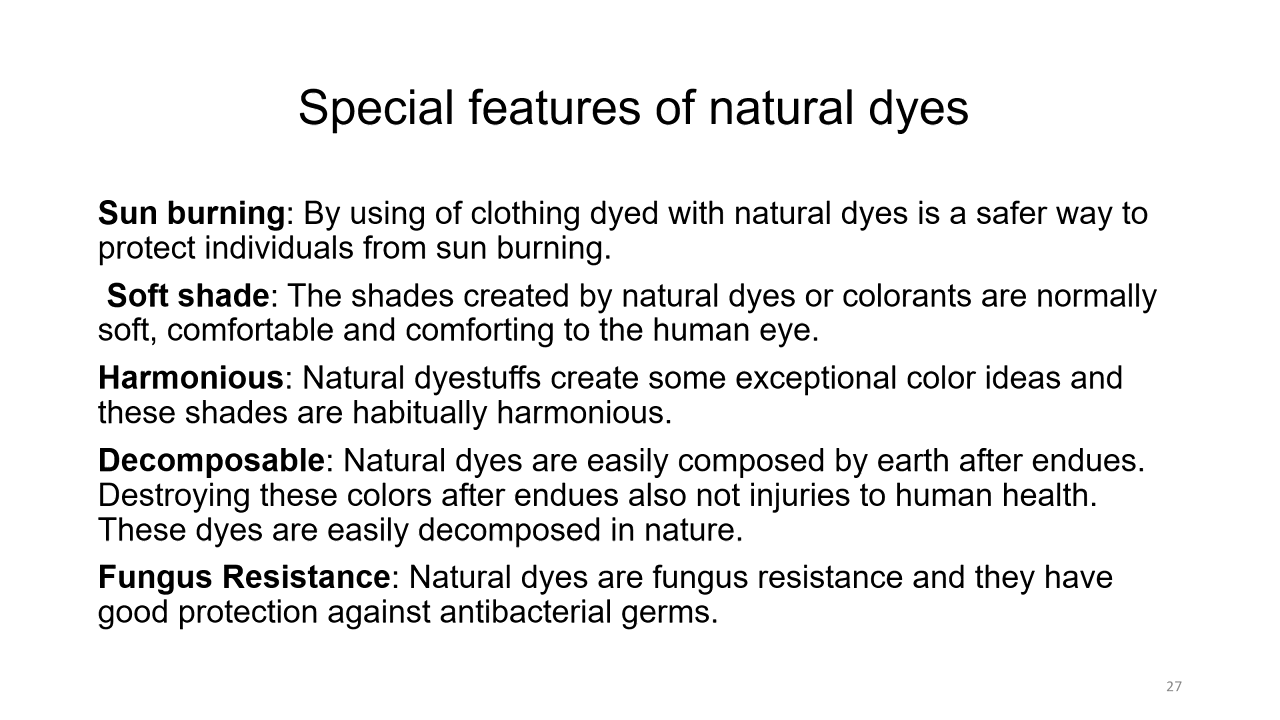 Special features of natural dyes
Sun burning: By using of clothing dyed with natural dyes is a safer way to
protect individuals from sun burning.
Soft shade: The shades created by natural dyes or colorants are normally
soft, comfortable and comforting to the human eye.
Harmonious: Natural dyestuffs create some exceptional color ideas and
these shades are habitually harmonious.
Decomposable: Natural dyes are easily composed by earth after endues.
Destroying these colors after endues also not injuries to human health.
These dyes are easily decomposed in nature.
Fungus Resistance: Natural dyes are fungus resistance and they have
good protection against antibacterial germs.
27